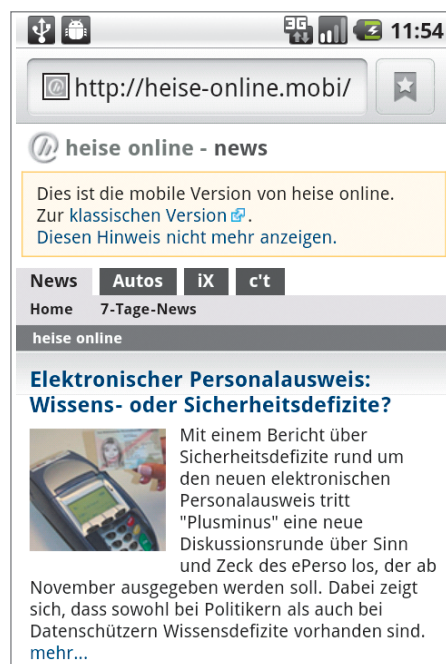 3G 11:54
http://heise-online.mobi/
heise online - news
Dies ist die mobile Version von heise online.
Zur klassischen Version.
Diesen Hinweis nicht mehr anzeigen.
News Autos iX c't
Home 7-Tage-News
heise online
Elektronischer Personalausweis:
Wissens- oder Sicherheitsdefizite?
Mit einem Bericht über
Sicherheitsdefizite rund um
den neuen elektronischen
Personalausweis tritt
"Plusminus" eine neue
Diskussionsrunde über Sinn
und Zeck des ePerso los, der ab
November ausgegeben werden soll. Dabei zeigt
sich, dass sowohl bei Politikern als auch bei
Datenschützern Wissensdefizite vorhanden sind.
mehr...